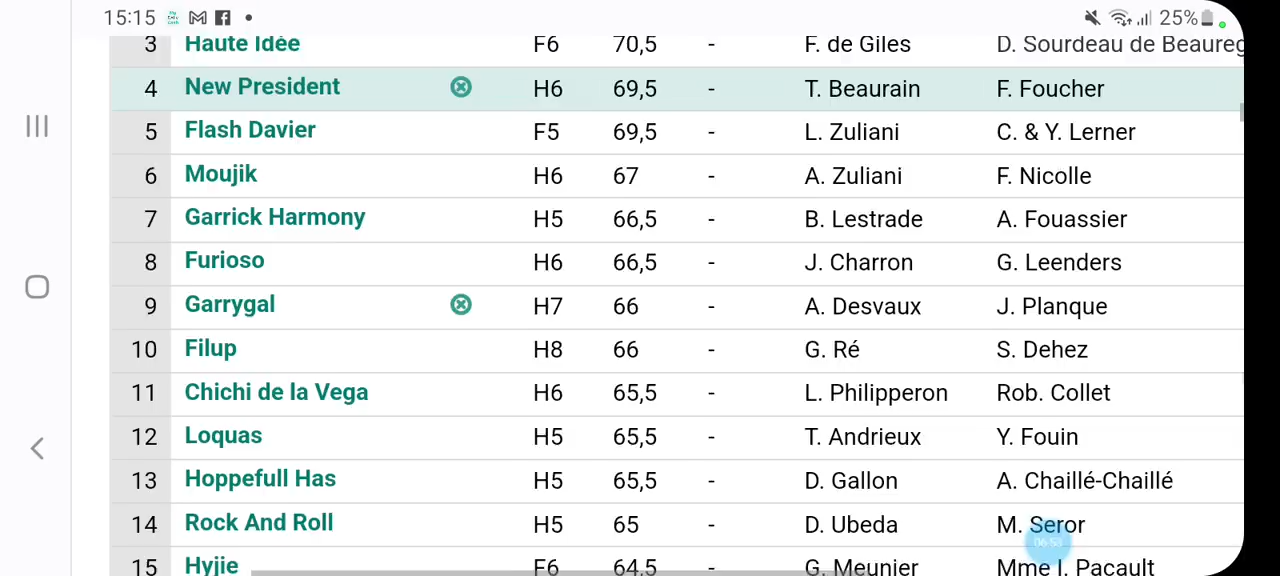 15:15 25%
3 Haute Idée F6 70,5 - F. de Giles D. Sourdeau de Beaureg
4 New President H6 69,5 - T. Beaurain F. Foucher
5 Flash Davier F5 69,5 - L. Zuliani C. & Y. Lerner
6 Moujik H6 67 - A. Zuliani F. Nicolle
7 Garrick Harmony H5 66,5 - B. Lestrade A. Fouassier
8 Furioso H6 66,5 - J. Charron G. Leenders
9 Garrygal H7 66 - A. Desvaux J. Planque
10 Filup H8 66 - G. Ré S. Dehez
11 Chichi de la Vega H6 65,5 - L. Philipperon Rob. Collet
12 Loquas H5 65,5 - T. Andrieux Y. Fouin
13 Hoppefull Has H5 65,5 - D. Gallon A. Chaillé-Chaillé
14 Rock And Roll H5 65 - D. Ubeda M. Seror
06:53
15 Hyjie F6 64,5 - G. Meunier Mme I. Pacault